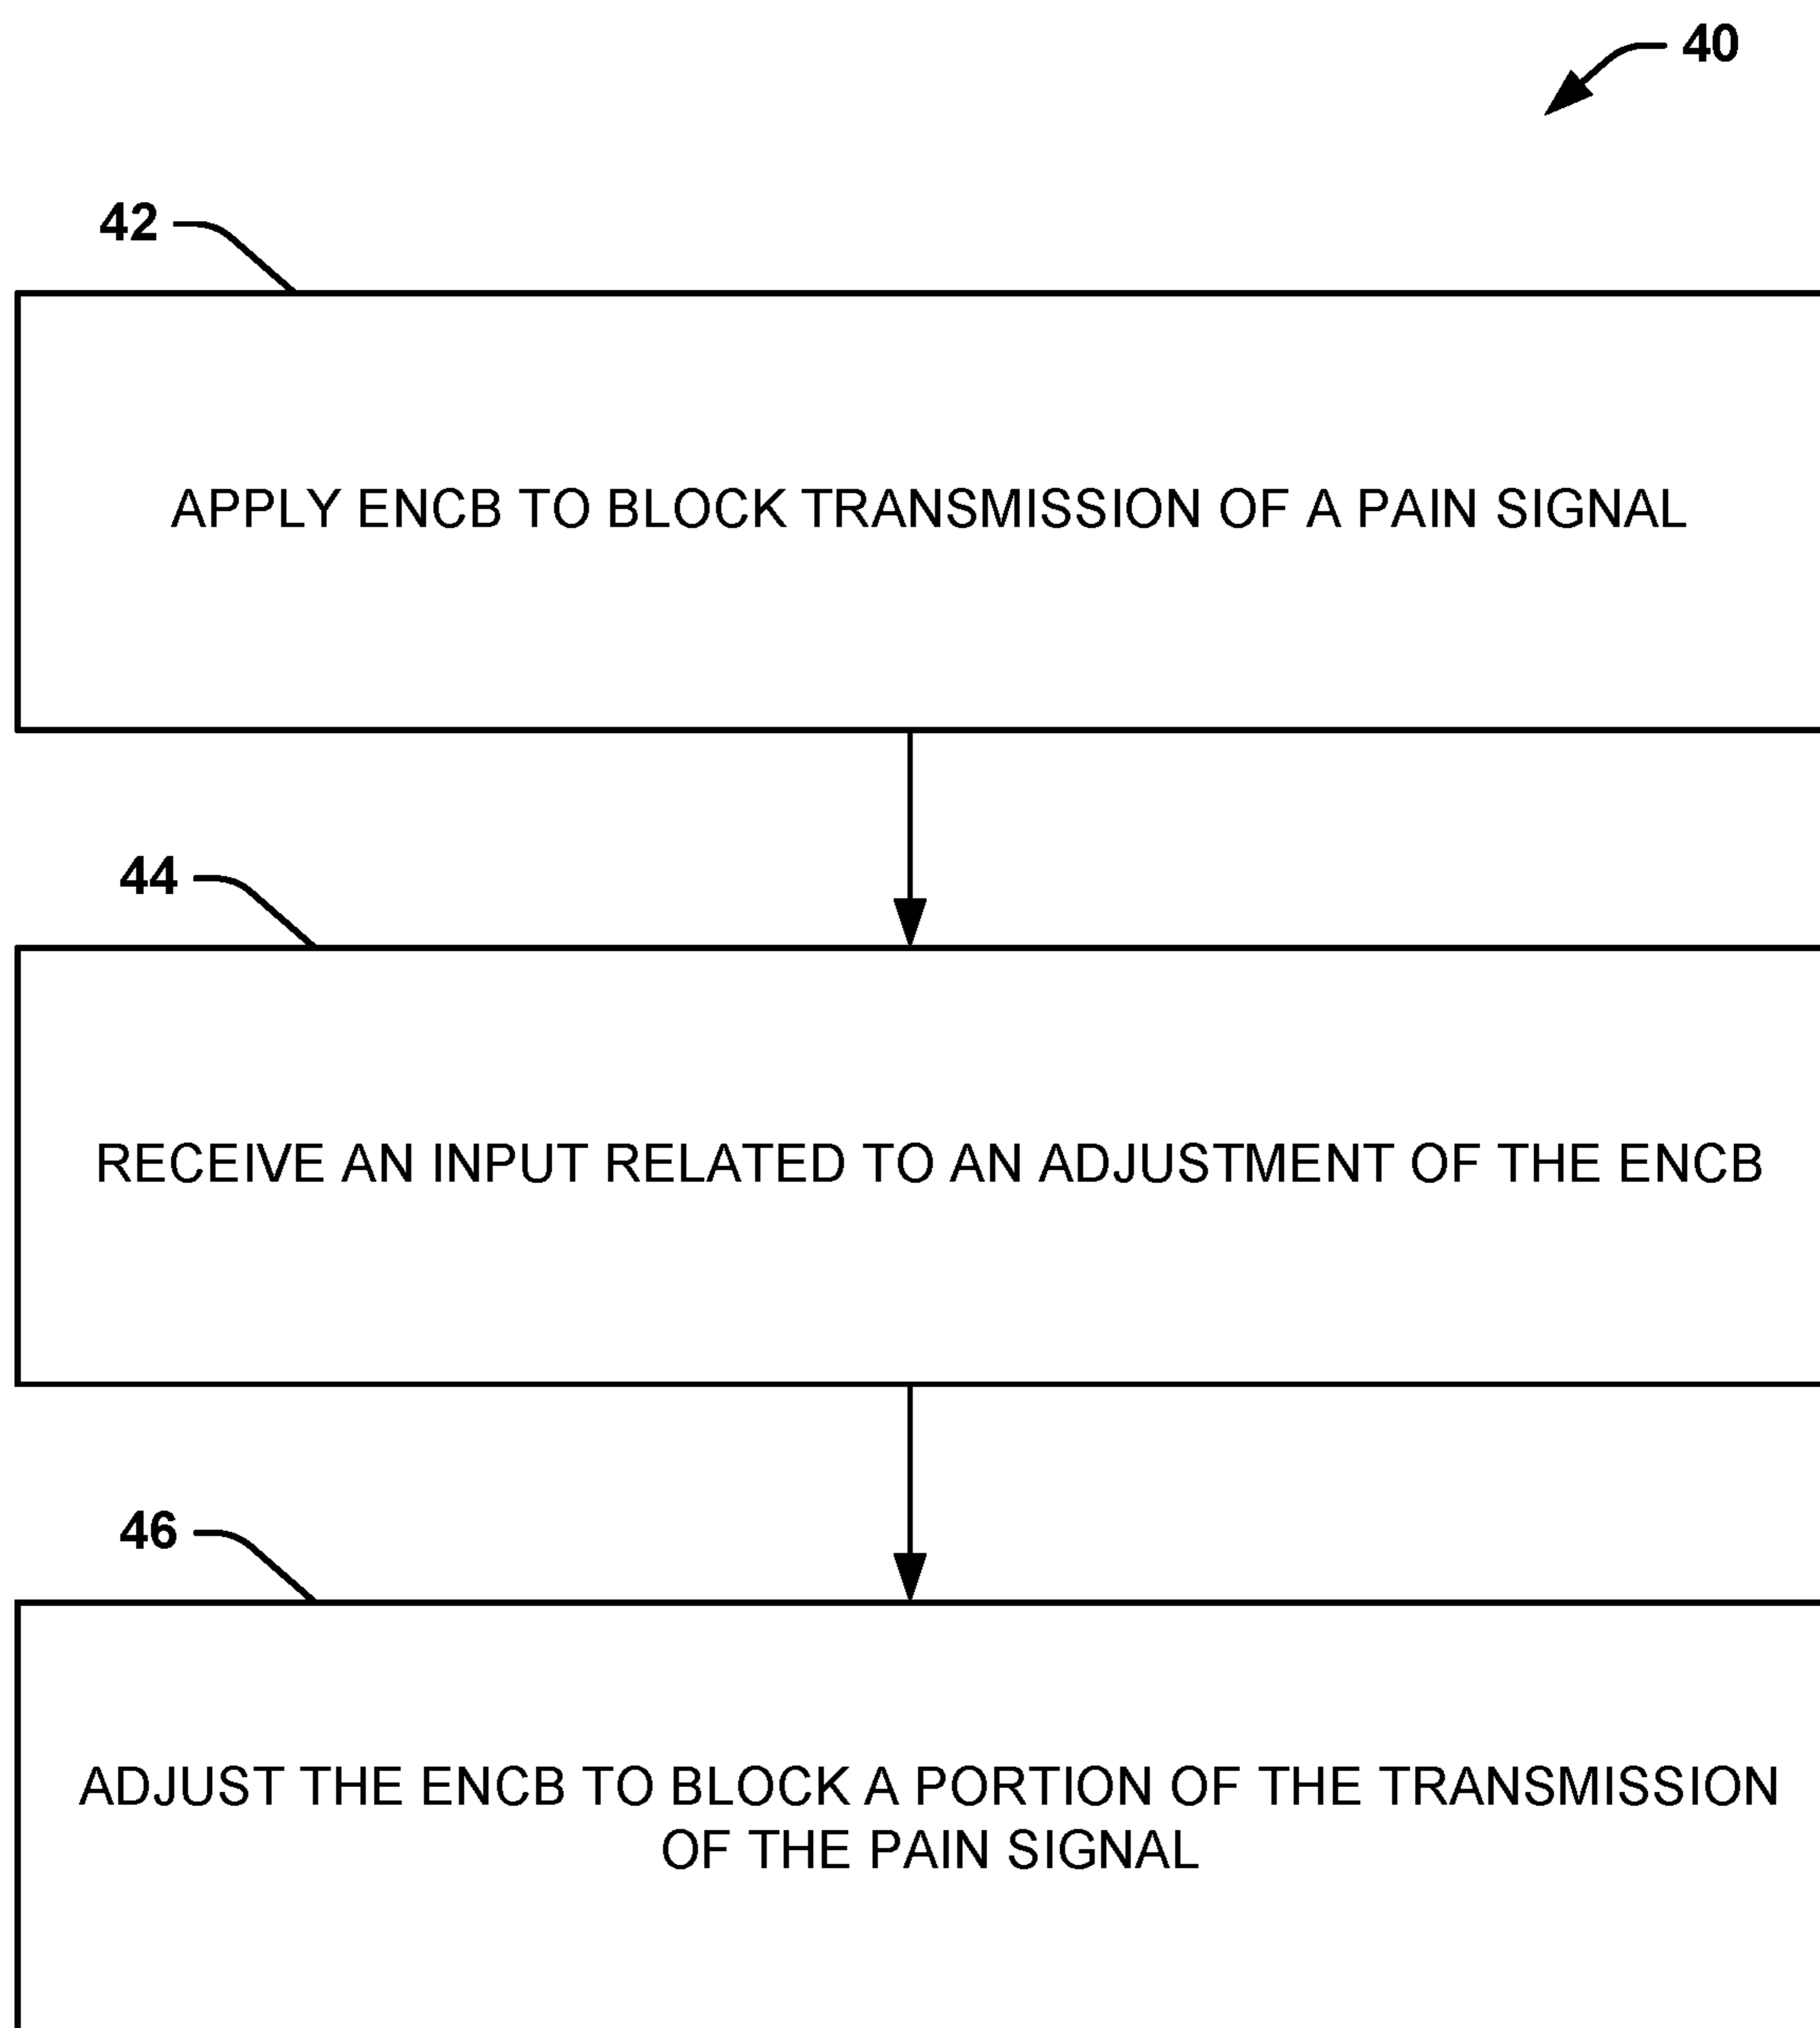 40
42
APPLY ENCB TO BLOCK TRANSMISSION OF A PAIN SIGNAL
44
RECEIVE AN INPUT RELATED TO AN ADJUSTMENT OF THE ENCB
46
ADJUST THE ENCB TO BLOCK A PORTION OF THE TRANSMISSION
OF THE PAIN SIGNAL